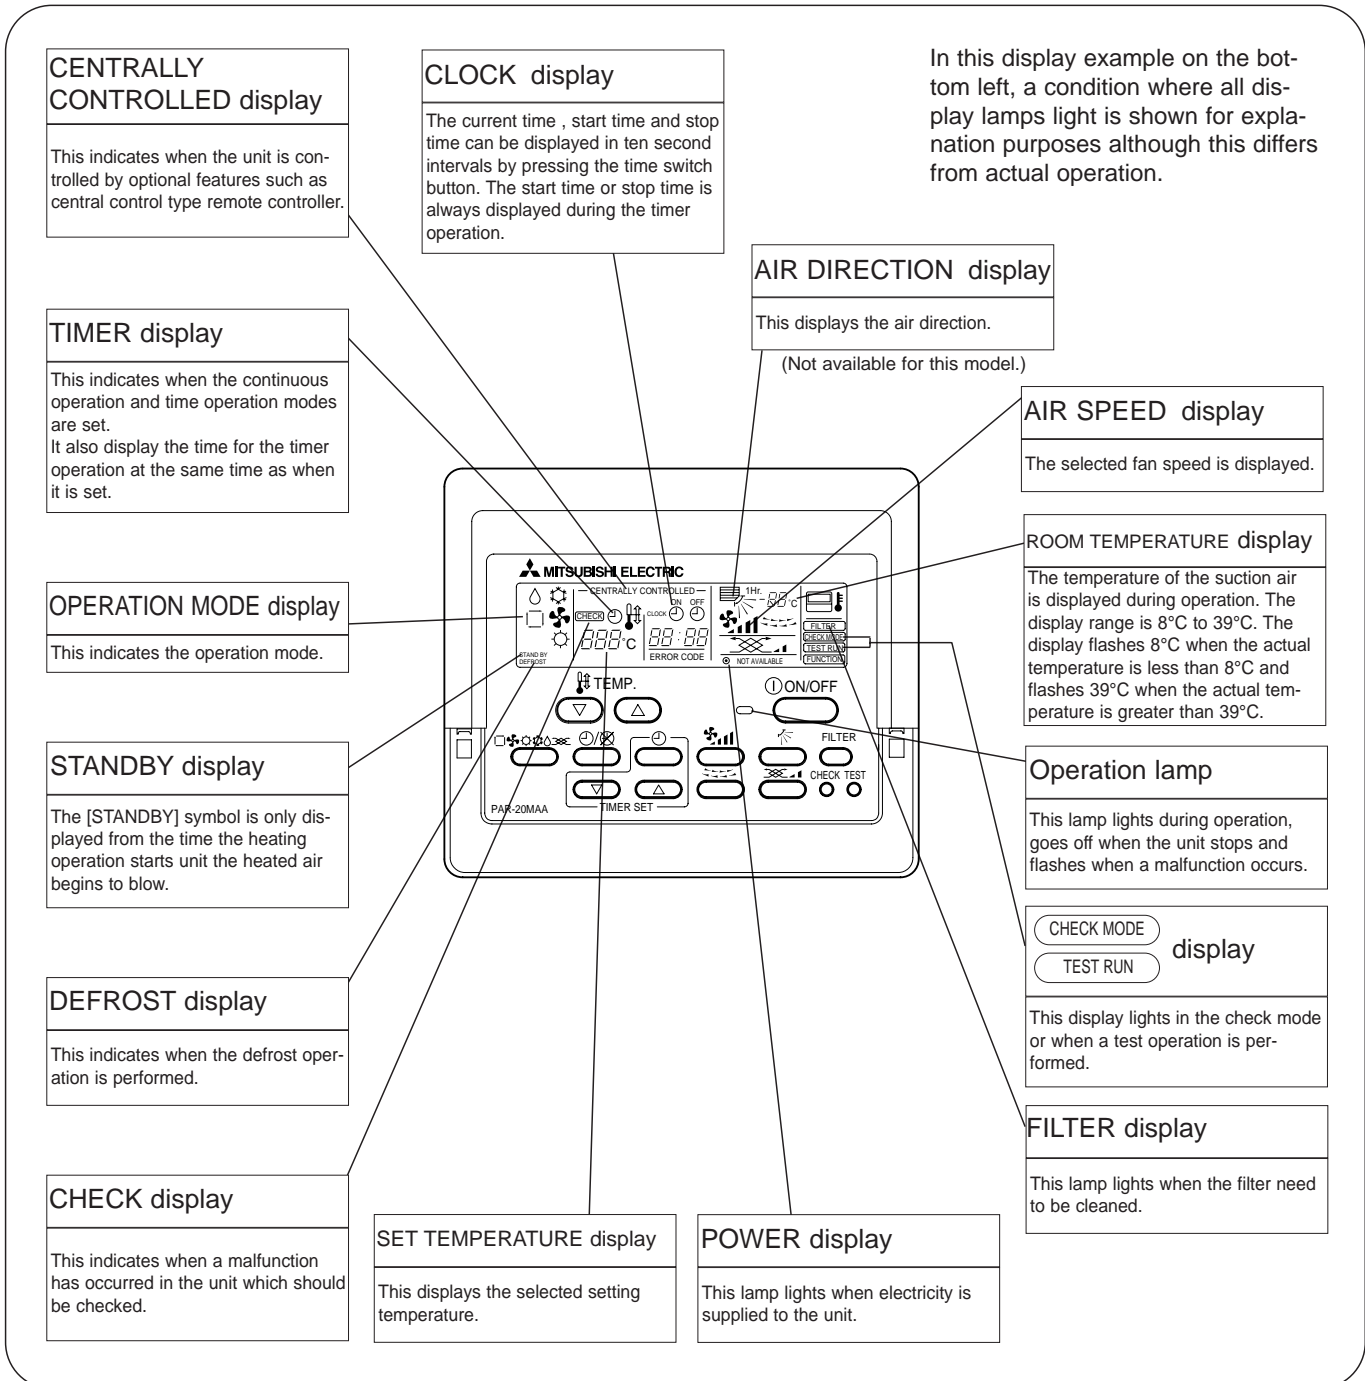 CENTRALLY
CONTROLLED display
This indicates when the unit is con-
trolled by optional features such as
central control type remote controller.
CLOCK display
The current time , start time and stop
time can be displayed in ten second
intervals by pressing the time switch
button. The start time or stop time is
always displayed during the timer
operation.
In this display example on the bot-
tom left, a condition where all dis-
play lamps light is shown for expla-
nation purposes although this differs
from actual operation.
AIR DIRECTION display
This displays the air direction.
(Not available for this model.)
TIMER display
This indicates when the continuous
operation and time operation modes
are set.
It also display the time for the timer
operation at the same time as when
it is set.
AIR SPEED display
The selected fan speed is displayed.
ROOM TEMPERATURE display
The temperature of the suction air
is displayed during operation. The
display range is 8°C to 39°C. The
display flashes 8°C when the actual
temperature is less than 8°C and
flashes 39°C when the actual tem-
perature is greater than 39°C.
OPERATION MODE display
This indicates the operation mode.
STANDBY display
The [STANDBY] symbol is only dis-
played from the time the heating
operation starts unit the heated air
begins to blow.
MITSUBISHI ELECTRIC
CENTRALLY CONTROLLED
1Hr.
ON OFF
-88°C
CHECK
CLOCK
888°C
88:88
ERROR CODE
STAND BY
DEFROST
NOT AVAILABLE
FILTER
CHECK MODE
TEST RUN
FUNCTION
TEMP.
ON/OFF
FILTER
CHECK TEST
PAR-20MAA
TIMER SET
Operation lamp
This lamp lights during operation,
goes off when the unit stops and
flashes when a malfunction occurs.
CHECK MODE
TEST RUN
display
This display lights in the check mode
or when a test operation is per-
formed.
DEFROST display
This indicates when the defrost oper-
ation is performed.
FILTER display
This lamp lights when the filter need
to be cleaned.
CHECK display
This indicates when a malfunction
has occurred in the unit which should
be checked.
SET TEMPERATURE display
This displays the selected setting
temperature.
POWER display
This lamp lights when electricity is
supplied to the unit.